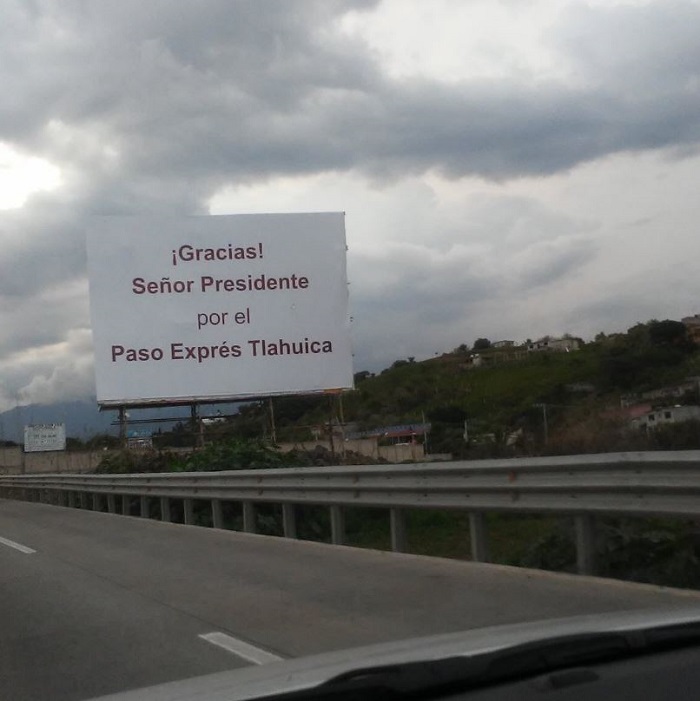 ¡Gracias!
Señor Presidente
por el
Paso Exprés Tlahuica